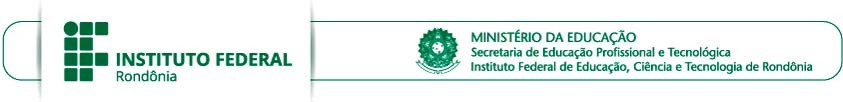 INSTITUTO FEDERAL
Rondônia
MINISTÉRIO DA EDUCAÇÃO
Secretaria de Educação Profissional e Tecnológica
Instituto Federal de Educação, Ciência e Tecnologia de Rondônia